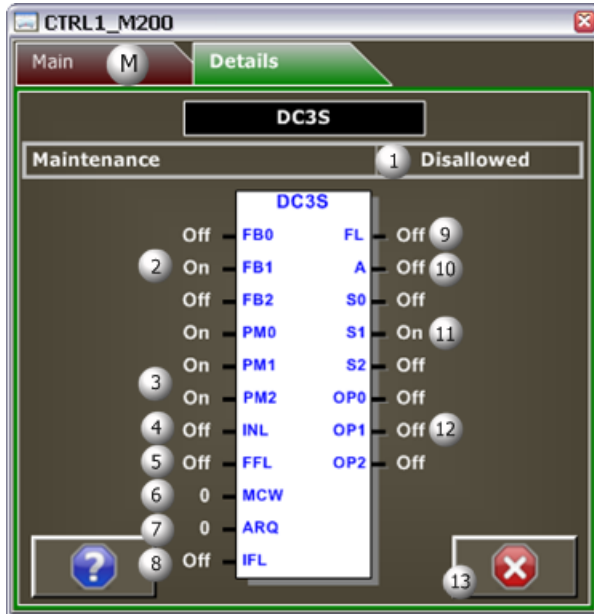 CTRL1_M200
Main M Details
DC3S
Maintenance 1 Disallowed
DC3S
Off FB0 FL Off 9
2 On FB1 A Off 10
Off FB2 S0 Off
On PM0 S1 On 11
On PM1 S2 Off
3
On PM2 OP0 Off
4 Off INL OP1 Off 12
5 Off FFL OP2 Off
6 0 MCW
7 0 ARQ
8 Off IFL
? 13